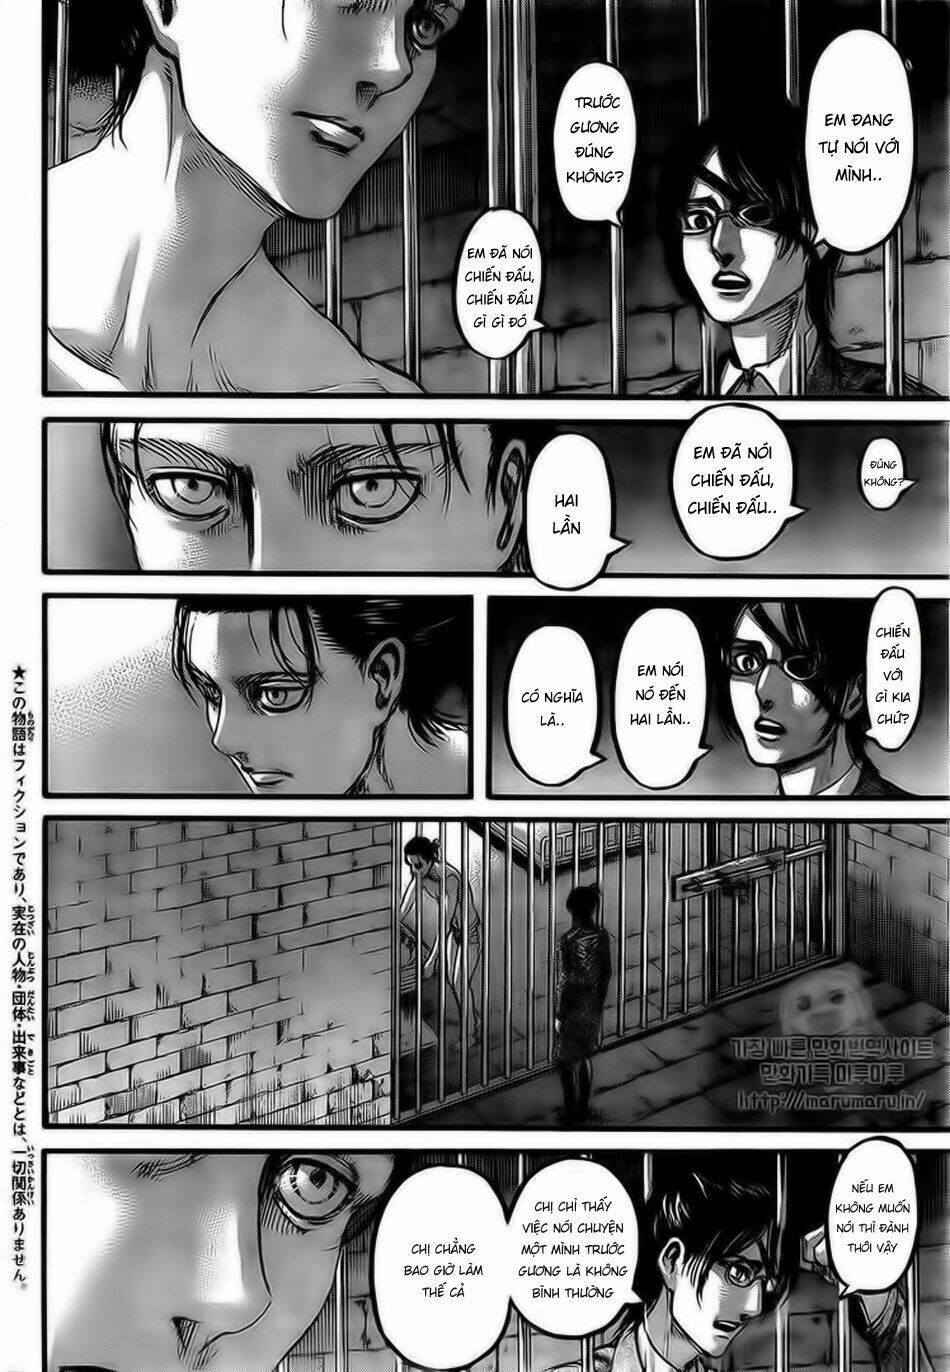 EM ĐANG
TỰ NÓI VỚI
MÌNH..
TRƯỚC
GƯƠNG
ĐÚNG
KHÔNG?
EM ĐÃ NÓI
CHIẾN ĐẤU,
CHIẾN ĐẤU
GÌ GÌ ĐÓ
ĐÚNG
KHÔNG?
EM ĐÃ NÓI
CHIẾN ĐẤU,
CHIẾN ĐẤU..
HAI
LẦN
CHIẾN
ĐẤU
VỚI
GÌ KIA
CHỨ?
EM NÓI
NÓ ĐẾN
HAI LẦN..
CÓ NGHĨA
LÀ..
가장 빠른 만화번역사이트
만화가득 마루마루
http://marumaru.in/
NẾU EM
KHÔNG MUỐN
NÓI THÌ ĐÀNH
THÔI VẬY
CHỊ CHỈ THẤY
VIỆC NÓI CHUYỆN
MỘT MÌNH TRƯỚC
GƯƠNG LÀ KHÔNG
BÌNH THƯỜNG
CHỊ CHẲNG
BAO GIỜ LÀM
THẾ CẢ
★この物語はフィクションであり、実在の人物・団体・出来事などとは、一切関係ありません。